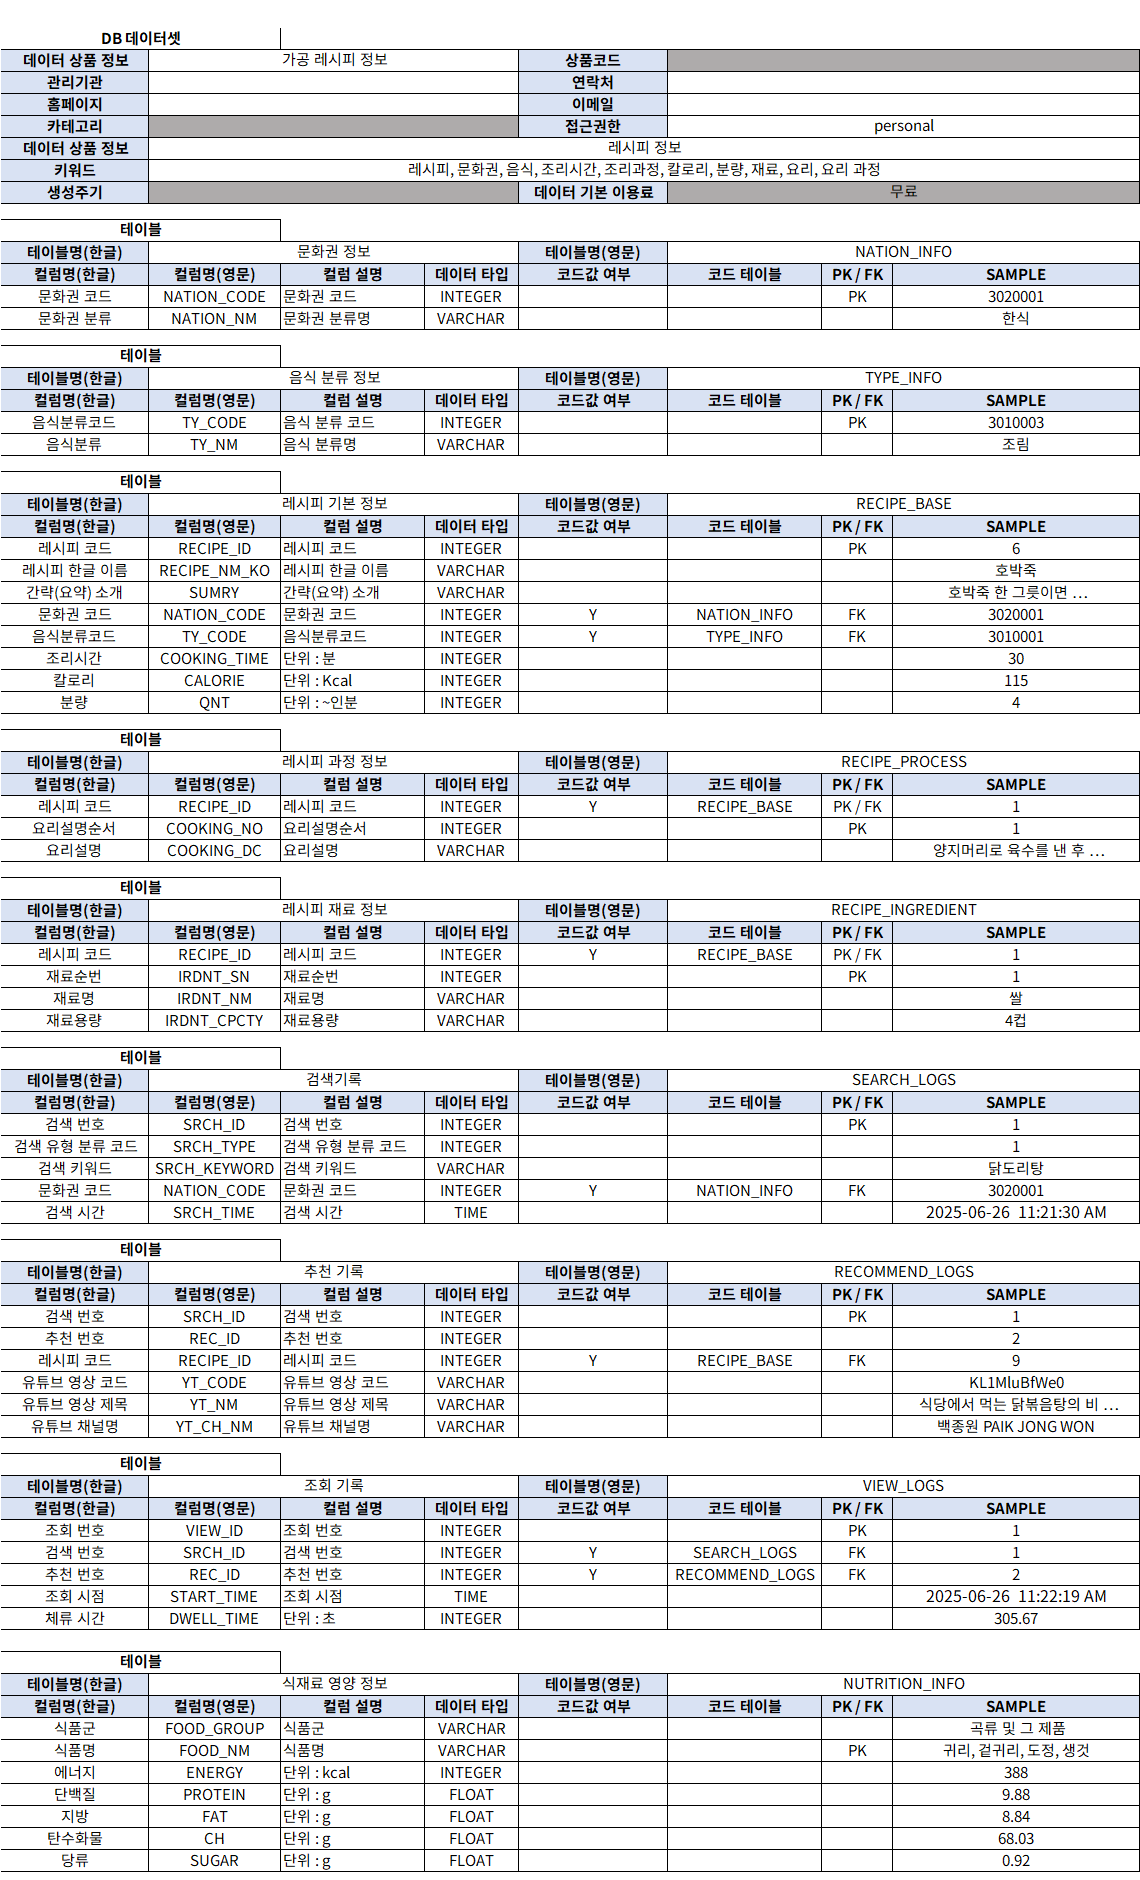 DB 데이터셋
데이터 상품 정보 가공 레시피 정보 상품코드
관리기관 연락처
홈페이지 이메일
카테고리 접근권한 personal
데이터 상품 정보 레시피 정보
키워드 레시피, 문화권, 음식, 조리시간, 조리과정, 칼로리, 분량, 재료, 요리, 요리 과정
생성주기 데이터 기본 이용료 무료
테이블
테이블명(한글) 문화권 정보 테이블명(영문) NATION_INFO
컬럼명(한글) 컬럼명(영문) 컬럼 설명 데이터 타입 코드값 여부 코드 테이블 PK / FK SAMPLE
문화권 코드 NATION_CODE 문화권 코드 INTEGER PK 3020001
문화권 분류 NATION_NM 문화권 분류명 VARCHAR 한식
테이블
테이블명(한글) 음식 분류 정보 테이블명(영문) TYPE_INFO
컬럼명(한글) 컬럼명(영문) 컬럼 설명 데이터 타입 코드값 여부 코드 테이블 PK / FK SAMPLE
음식분류코드 TY_CODE 음식 분류 코드 INTEGER PK 3010003
음식분류 TY_NM 음식 분류명 VARCHAR 조림
테이블
테이블명(한글) 레시피 기본 정보 테이블명(영문) RECIPE_BASE
컬럼명(한글) 컬럼명(영문) 컬럼 설명 데이터 타입 코드값 여부 코드 테이블 PK / FK SAMPLE
레시피 코드 RECIPE_ID 레시피 코드 INTEGER PK 6
레시피 한글 이름 RECIPE_NM_KO 레시피 한글 이름 VARCHAR 호박죽
간략(요약) 소개 SUMRY 간략(요약) 소개 VARCHAR 호박죽 한 그릇이면 …
문화권 코드 NATION_CODE 문화권 코드 INTEGER Y NATION_INFO FK 3020001
음식분류코드 TY_CODE 음식분류코드 INTEGER Y TYPE_INFO FK 3010001
조리시간 COOKING_TIME 단위 : 분 INTEGER 30
칼로리 CALORIE 단위 : Kcal INTEGER 115
분량 QNT 단위 : ~인분 INTEGER 4
테이블
테이블명(한글) 레시피 과정 정보 테이블명(영문) RECIPE_PROCESS
컬럼명(한글) 컬럼명(영문) 컬럼 설명 데이터 타입 코드값 여부 코드 테이블 PK / FK SAMPLE
레시피 코드 RECIPE_ID 레시피 코드 INTEGER Y RECIPE_BASE PK / FK 1
요리설명순서 COOKING_NO 요리설명순서 INTEGER PK 1
요리설명 COOKING_DC 요리설명 VARCHAR 양지머리로 육수를 낸 후 …
테이블
테이블명(한글) 레시피 재료 정보 테이블명(영문) RECIPE_INGREDIENT
컬럼명(한글) 컬럼명(영문) 컬럼 설명 데이터 타입 코드값 여부 코드 테이블 PK / FK SAMPLE
레시피 코드 RECIPE_ID 레시피 코드 INTEGER Y RECIPE_BASE PK / FK 1
재료순번 IRDNT_SN 재료순번 INTEGER PK 1
재료명 IRDNT_NM 재료명 VARCHAR 쌀
재료용량 IRDNT_CPCTY 재료용량 VARCHAR 4컵
테이블
테이블명(한글) 검색기록 테이블명(영문) SEARCH_LOGS
컬럼명(한글) 컬럼명(영문) 컬럼 설명 데이터 타입 코드값 여부 코드 테이블 PK / FK SAMPLE
검색 번호 SRCH_ID 검색 번호 INTEGER PK 1
검색 유형 분류 코드 SRCH_TYPE 검색 유형 분류 코드 INTEGER 1
검색 키워드 SRCH_KEYWORD 검색 키워드 VARCHAR 닭도리탕
문화권 코드 NATION_CODE 문화권 코드 INTEGER Y NATION_INFO FK 3020001
검색 시간 SRCH_TIME 검색 시간 TIME 2025-06-26 11:21:30 AM
테이블
테이블명(한글) 추천 기록 테이블명(영문) RECOMMEND_LOGS
컬럼명(한글) 컬럼명(영문) 컬럼 설명 데이터 타입 코드값 여부 코드 테이블 PK / FK SAMPLE
검색 번호 SRCH_ID 검색 번호 INTEGER PK 1
추천 번호 REC_ID 추천 번호 INTEGER 2
레시피 코드 RECIPE_ID 레시피 코드 INTEGER Y RECIPE_BASE FK 9
유튜브 영상 코드 YT_CODE 유튜브 영상 코드 VARCHAR KL1MluBfWe0
유튜브 영상 제목 YT_NM 유튜브 영상 제목 VARCHAR 식당에서 먹는 닭볶음탕의 비 …
유튜브 채널명 YT_CH_NM 유튜브 채널명 VARCHAR 백종원 PAIK JONG WON
테이블
테이블명(한글) 조회 기록 테이블명(영문) VIEW_LOGS
컬럼명(한글) 컬럼명(영문) 컬럼 설명 데이터 타입 코드값 여부 코드 테이블 PK / FK SAMPLE
조회 번호 VIEW_ID 조회 번호 INTEGER PK 1
검색 번호 SRCH_ID 검색 번호 INTEGER Y SEARCH_LOGS FK 1
추천 번호 REC_ID 추천 번호 INTEGER Y RECOMMEND_LOGS FK 2
조회 시점 START_TIME 조회 시점 TIME 2025-06-26 11:22:19 AM
체류 시간 DWELL_TIME 단위 : 초 INTEGER 305.67
테이블
테이블명(한글) 식재료 영양 정보 테이블명(영문) NUTRITION_INFO
컬럼명(한글) 컬럼명(영문) 컬럼 설명 데이터 타입 코드값 여부 코드 테이블 PK / FK SAMPLE
식품군 FOOD_GROUP 식품군 VARCHAR 곡류 및 그 제품
식품명 FOOD_NM 식품명 VARCHAR PK 귀리, 겉귀리, 도정, 생것
에너지 ENERGY 단위 : kcal INTEGER 388
단백질 PROTEIN 단위 : g FLOAT 9.88
지방 FAT 단위 : g FLOAT 8.84
탄수화물 CH 단위 : g FLOAT 68.03
당류 SUGAR 단위 : g FLOAT 0.92